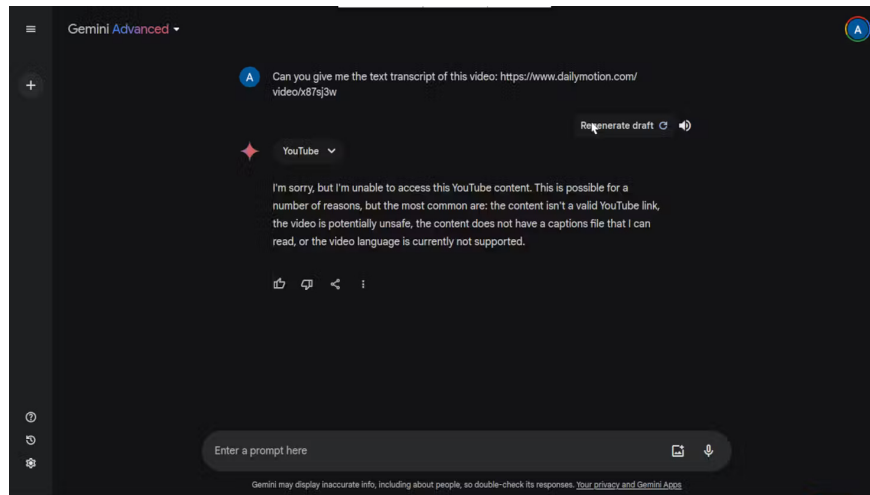 Gemini Advanced
A
A
Can you give me the text transcript of this video: https://www.dailymotion.com/
video/x87sj3w
Regenerate draft
YouTube
I'm sorry, but I'm unable to access this YouTube content. This is possible for a
number of reasons, but the most common are: the content isn't a valid YouTube link,
the video is potentially unsafe, the content does not have a captions file that I can
read, or the video language is currently not supported.
Enter a prompt here
Gemini may display inaccurate info, including about people, so double-check its responses. Your privacy and Gemini Apps